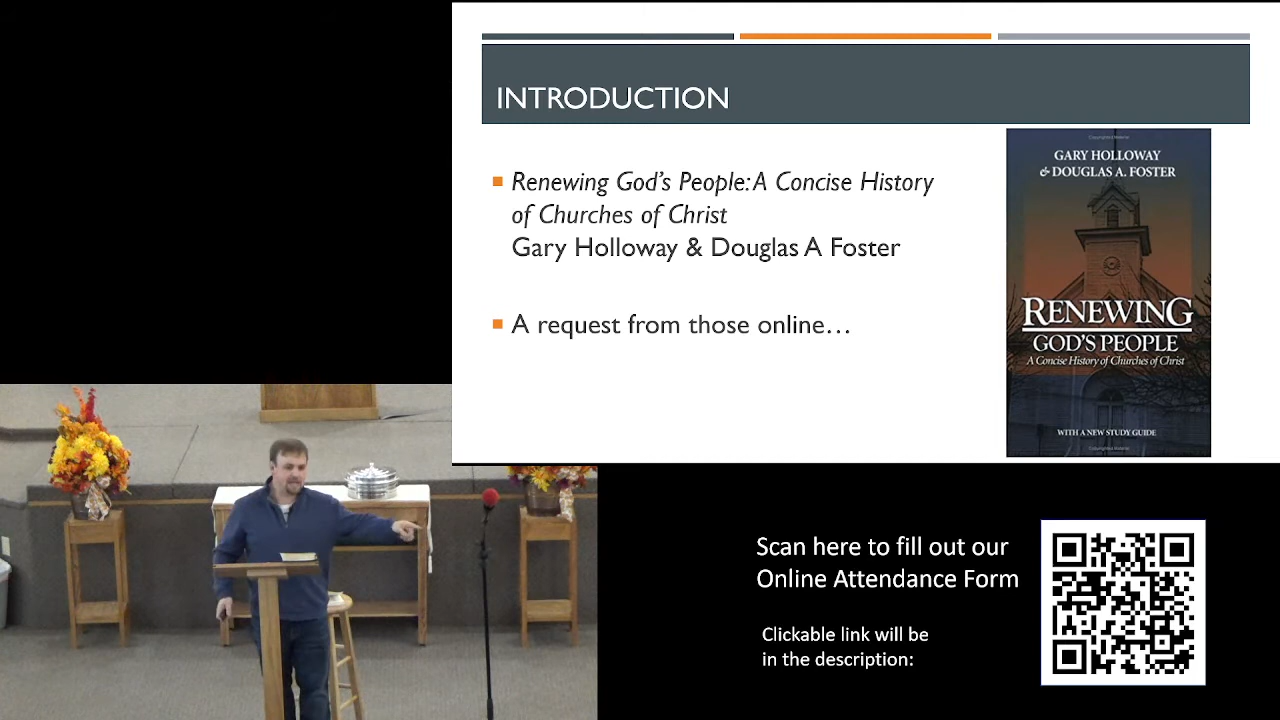 INTRODUCTION
Renewing God's People: A Concise History
of Churches of Christ
Gary Holloway & Douglas A Foster
A request from those online…
GARY HOLLOWAY
& DOUGLAS A. FOSTER
RENEWING
GOD'S PEOPLE
A Concise History of Churches of Christ
WITH A NEW STUDY GUIDE
Scan here to fill out our
Online Attendance Form
Clickable link will be
in the description: